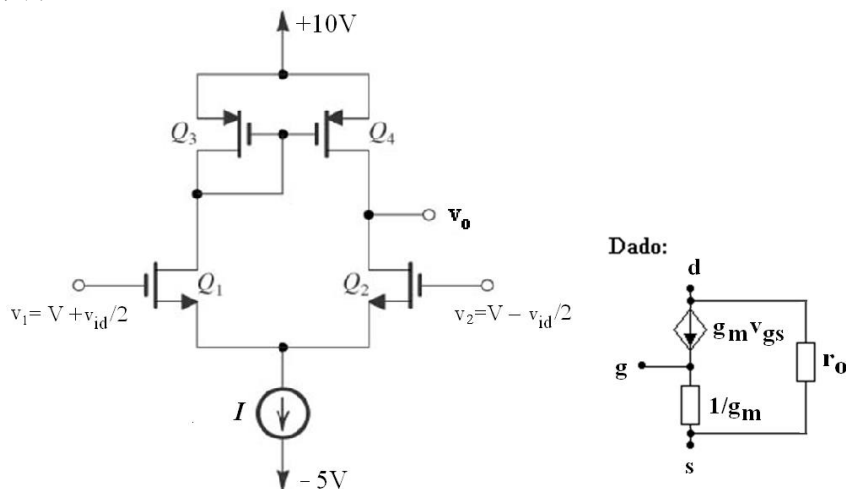 +10V
Q3
Q4
vo
Q1
Q2
v1= V +vid/2
v2=V – vid/2
I
– 5V
Dado:
d
gmvgs
g
ro
1/gm
s